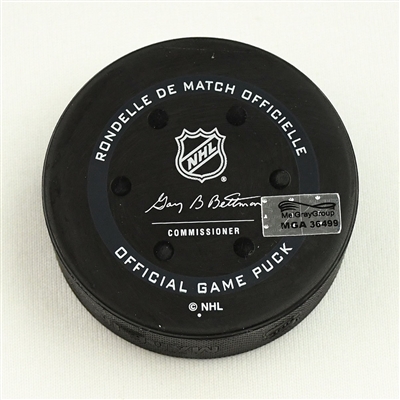 RONDELLE DE MATCH OFFICIELLE
NHL
Gary B Bettman
COMMISSIONER
MeiGrayGroup
MGA 36499
OFFICIAL GAME PUCK
© NHL